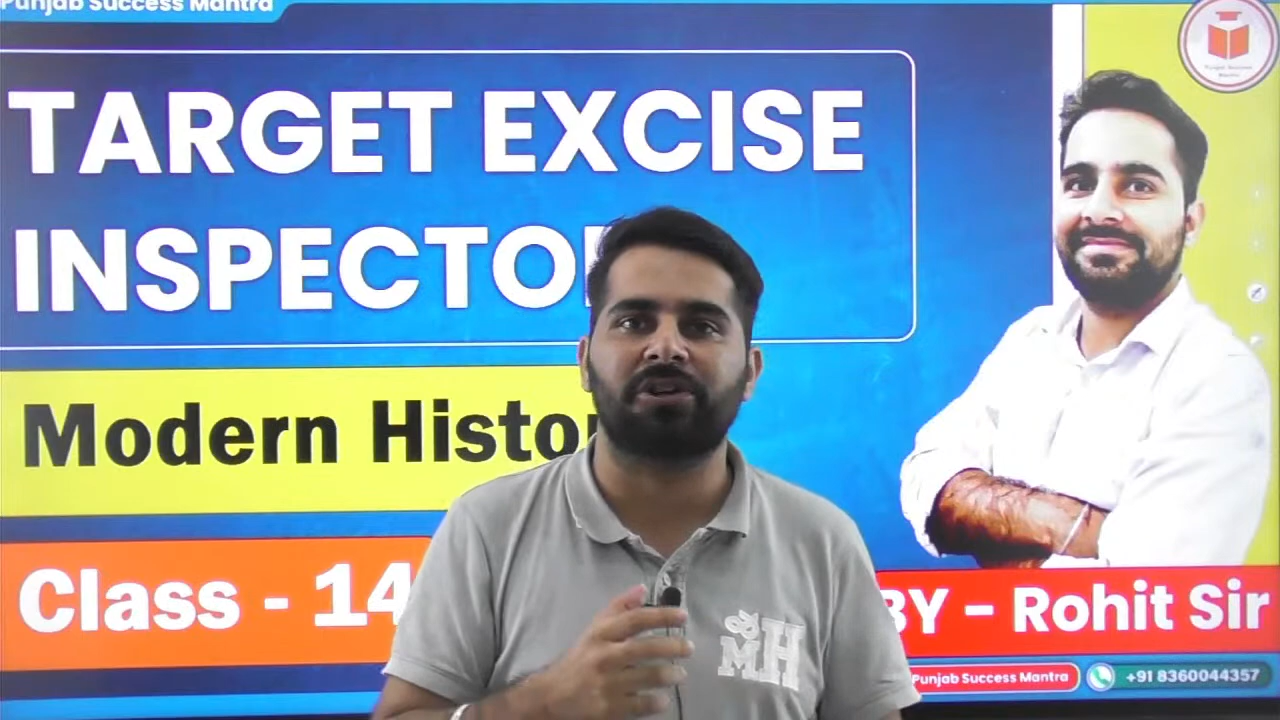 Punjab Success Mantra
TARGET EXCISE
INSPECTO
Modern Histo
Class - 14
BY - Rohit Sir
Punjab Success Mantra
+91 8360044357
MH